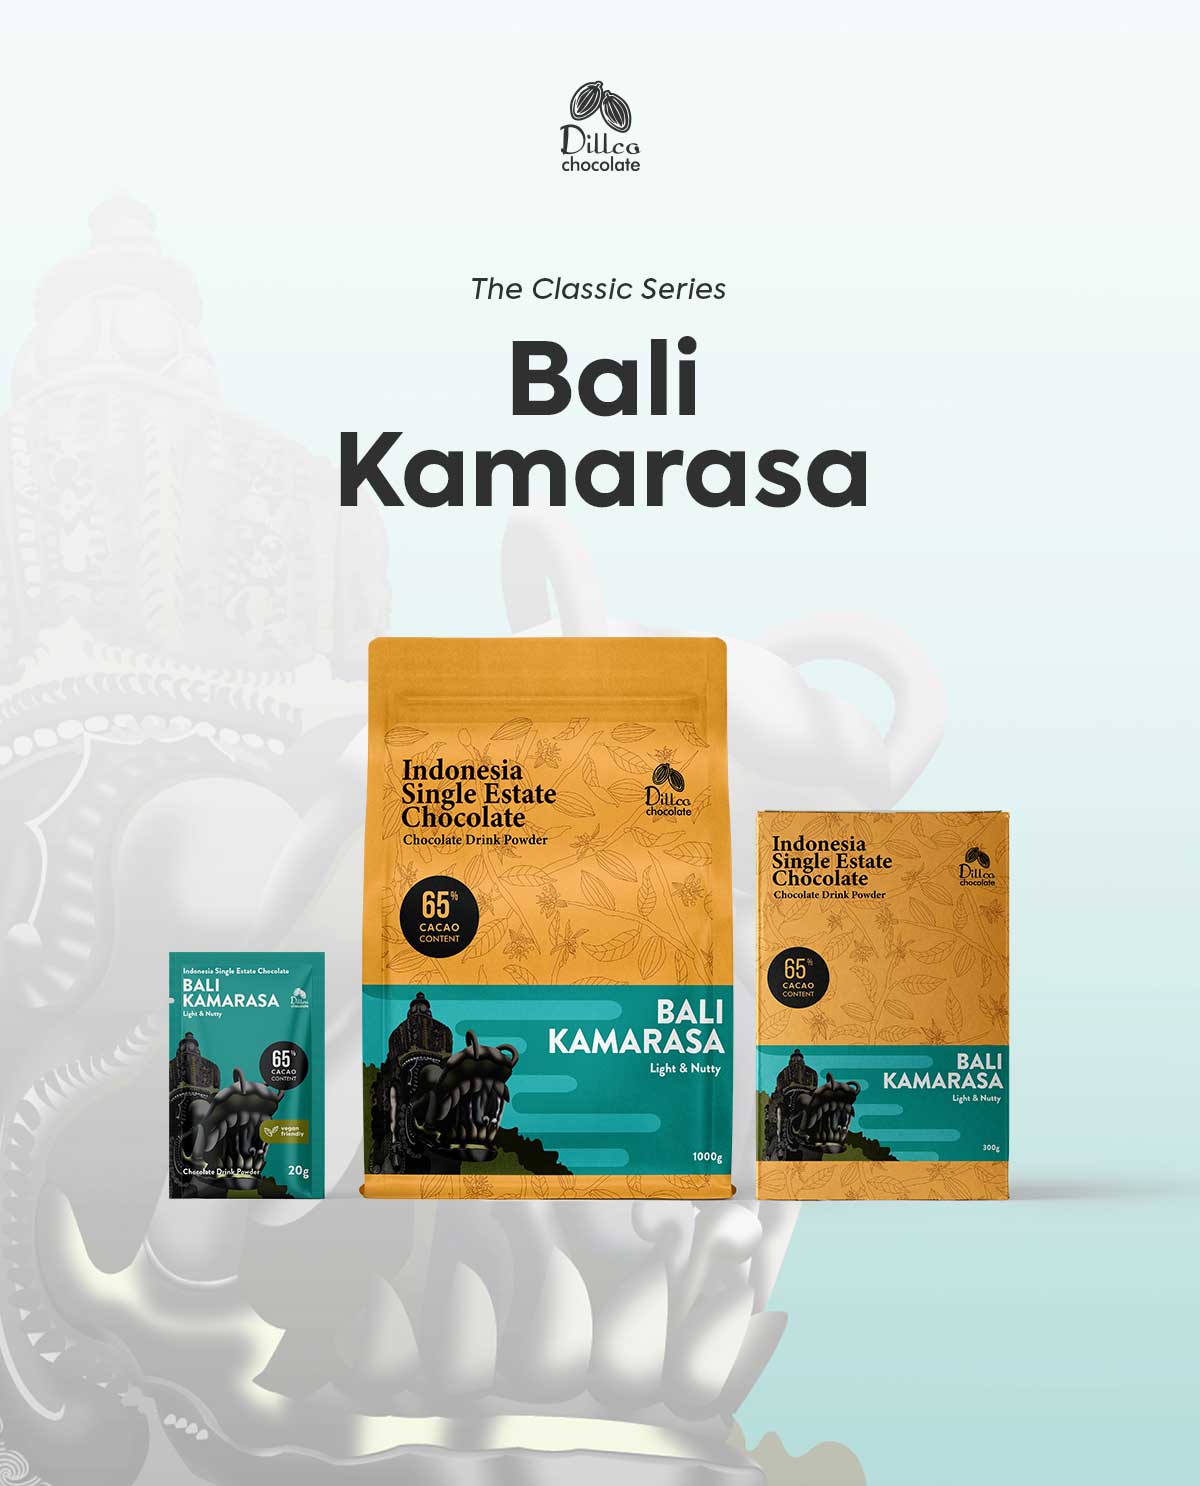 Dillco
chocolate
The Classic Series
Bali
Kamarasa
Indonesia
Single Estate
Chocolate
Chocolate Drink Powder
Dillco
chocolate
65%
CACAO
CONTENT
BALI
KAMARASA
Light & Nutty
1000g
Indonesia
Single Estate
Chocolate
Chocolate Drink Powder
Dillco
chocolate
65%
CACAO
CONTENT
BALI
KAMARASA
Light & Nutty
300g
Indonesia Single Estate Chocolate
BALI
KAMARASA
Light & Nutty
Dillco
chocolate
65%
CACAO
CONTENT
vegan
friendly
Chocolate Drink Powder
20g